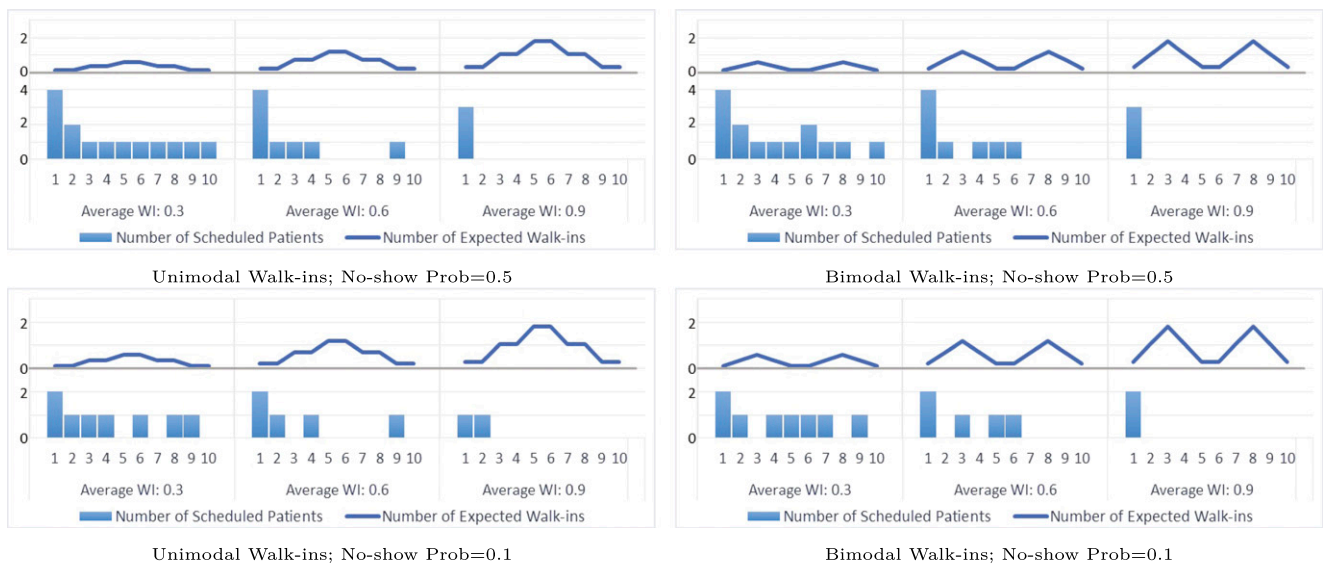 2
0
4
2
0
1 2 3 4 5 6 7 8 9 10 1 2 3 4 5 6 7 8 9 10 1 2 3 4 5 6 7 8 9 10
Average WI: 0.3 Average WI: 0.6 Average WI: 0.9
Number of Scheduled Patients Number of Expected Walk-ins
Unimodal Walk-ins; No-show Prob=0.5
2
0
4
2
0
1 2 3 4 5 6 7 8 9 10 1 2 3 4 5 6 7 8 9 10 1 2 3 4 5 6 7 8 9 10
Average WI: 0.3 Average WI: 0.6 Average WI: 0.9
Number of Scheduled Patients Number of Expected Walk-ins
Bimodal Walk-ins; No-show Prob=0.5
2
0
2
0
1 2 3 4 5 6 7 8 9 10 1 2 3 4 5 6 7 8 9 10 1 2 3 4 5 6 7 8 9 10
Average WI: 0.3 Average WI: 0.6 Average WI: 0.9
Number of Scheduled Patients Number of Expected Walk-ins
Unimodal Walk-ins; No-show Prob=0.1
2
0
2
0
1 2 3 4 5 6 7 8 9 10 1 2 3 4 5 6 7 8 9 10 1 2 3 4 5 6 7 8 9 10
Average WI: 0.3 Average WI: 0.6 Average WI: 0.9
Number of Scheduled Patients Number of Expected Walk-ins
Bimodal Walk-ins; No-show Prob=0.1